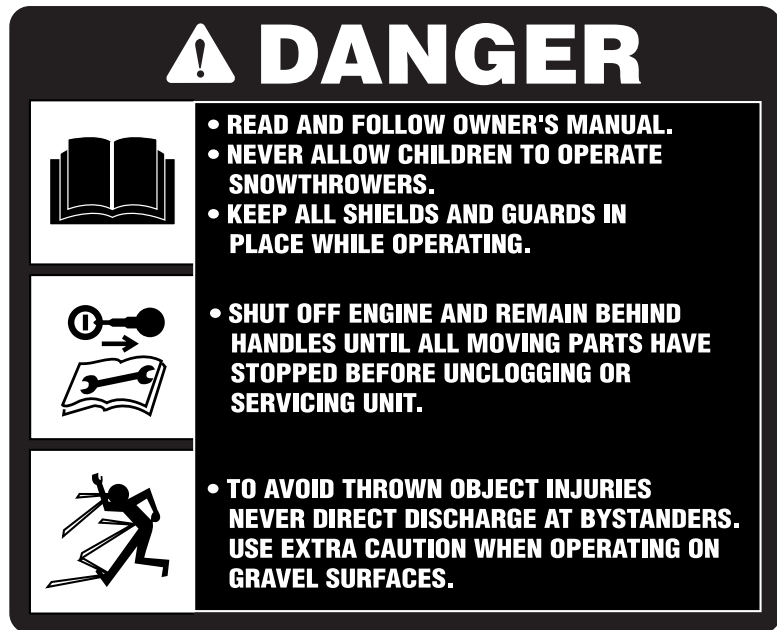 DANGER
• READ AND FOLLOW OWNER'S MANUAL.
• NEVER ALLOW CHILDREN TO OPERATE
SNOWTHROWERS.
• KEEP ALL SHIELDS AND GUARDS IN
PLACE WHILE OPERATING.
• SHUT OFF ENGINE AND REMAIN BEHIND
HANDLES UNTIL ALL MOVING PARTS HAVE
STOPPED BEFORE UNCLOGGING OR
SERVICING UNIT.
• TO AVOID THROWN OBJECT INJURIES
NEVER DIRECT DISCHARGE AT BYSTANDERS.
USE EXTRA CAUTION WHEN OPERATING ON
GRAVEL SURFACES.